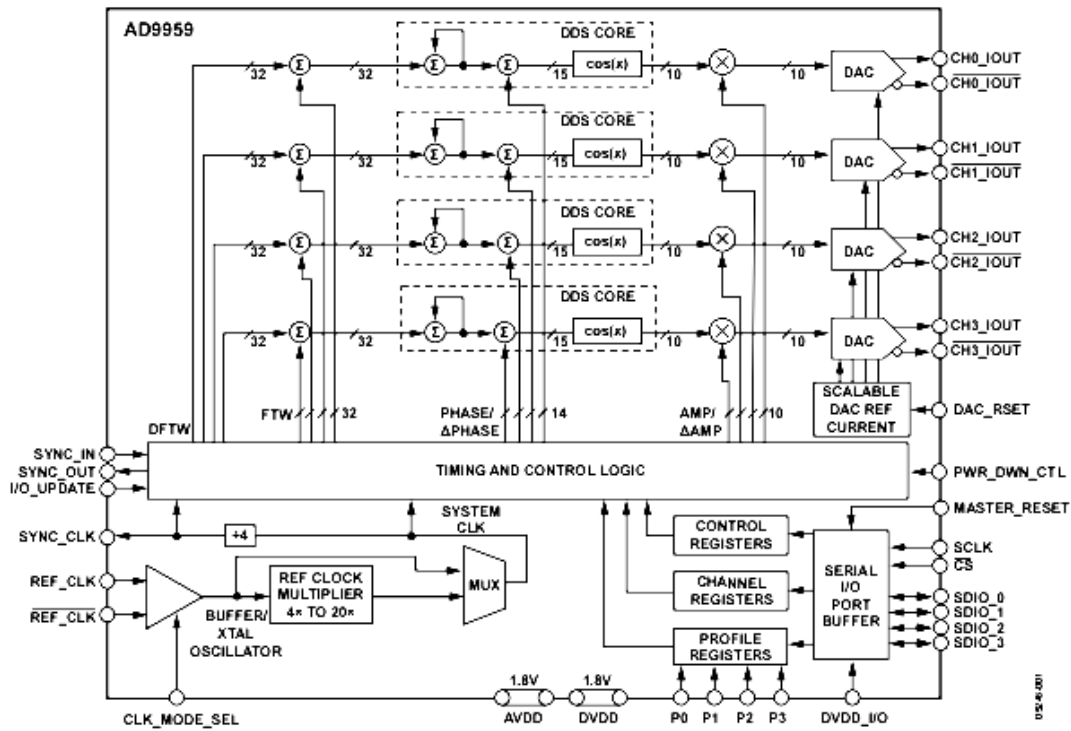 AD9959
DDS CORE
32 Σ 32 Σ Σ 15 cos(x) 10 × 10 DAC
CH0_IOUT
CH0_IOUT
DDS CORE
32 Σ 32 Σ Σ 15 cos(x) 10 × 10 DAC
CH1_IOUT
CH1_IOUT
DDS CORE
32 Σ 32 Σ Σ 15 cos(x) 10 × 10 DAC
CH2_IOUT
CH2_IOUT
DDS CORE
32 Σ 32 Σ Σ 15 cos(x) 10 × 10 DAC
CH3_IOUT
CH3_IOUT
DFTW
FTW
32
PHASE/
ΔPHASE
14
AMP/
ΔAMP
10
SCALABLE
DAC REF
CURRENT
DAC_RSET
SYNC_IN
SYNC_OUT
I/O_UPDATE
TIMING AND CONTROL LOGIC
PWR_DWN_CTL
MASTER_RESET
SYNC_CLK
÷4
SYSTEM
CLK
REF_CLK
REF_CLK
BUFFER/
XTAL
OSCILLATOR
REF CLOCK
MULTIPLIER
4× TO 20×
MUX
CONTROL
REGISTERS
CHANNEL
REGISTERS
PROFILE
REGISTERS
SERIAL
I/O
PORT
BUFFER
SCLK
CS
SDIO_0
SDIO_1
SDIO_2
SDIO_3
1.8V
1.8V
CLK_MODE_SEL
AVDD
DVDD
P0
P1
P2
P3
DVDD_I/O